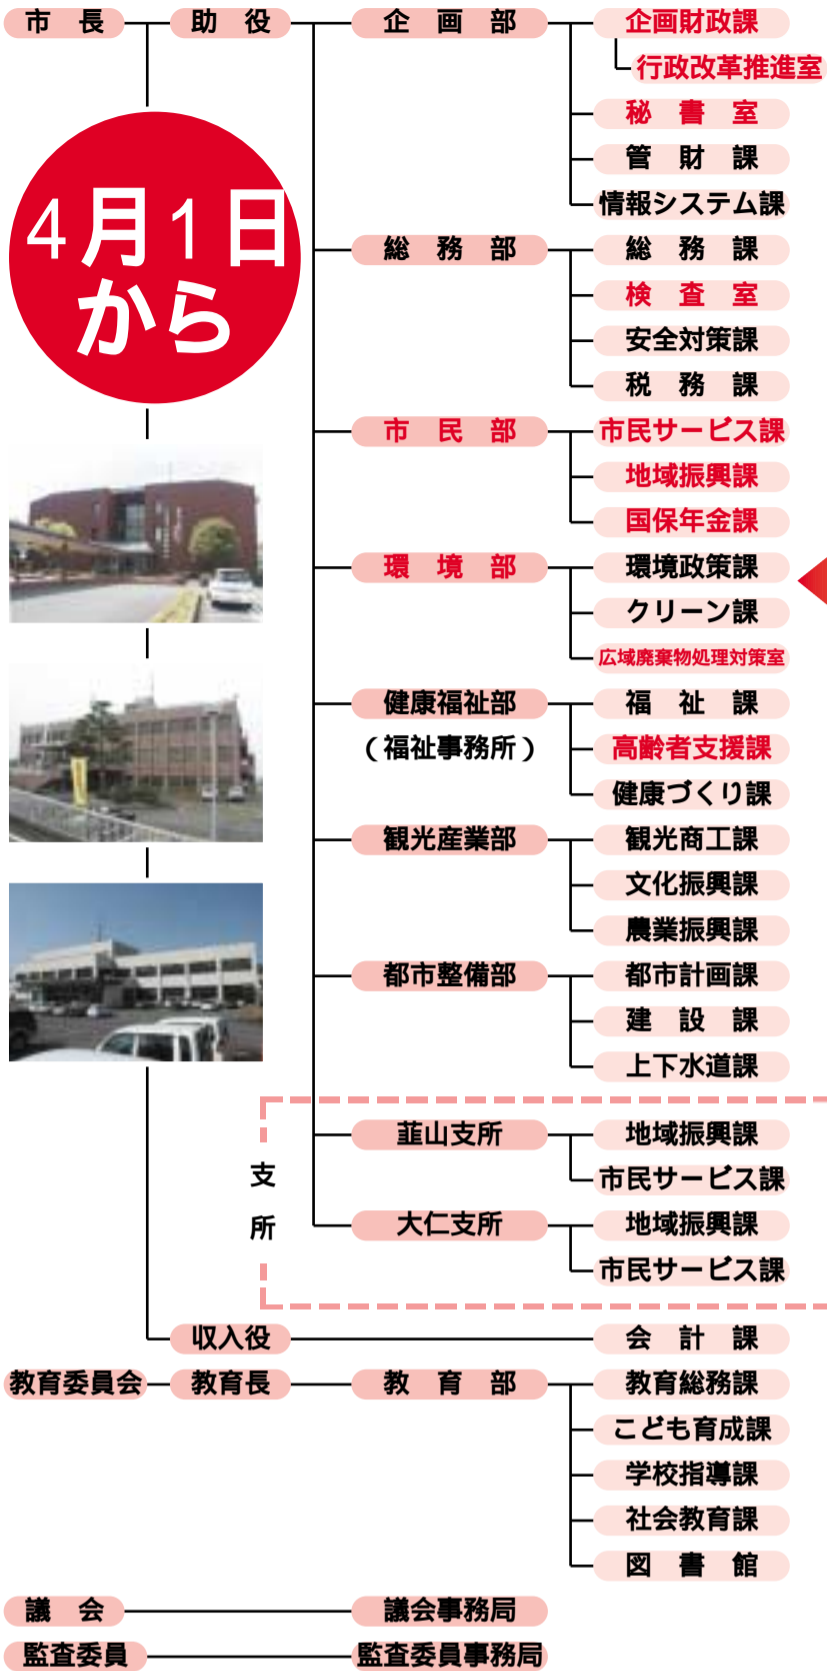 市長 助役 企画部 企画財政課
行政改革推進室
秘書室
管財課
情報システム課
4月1日
から
総務部 総務課
検査室
安全対策課
税務課
市民部 市民サービス課
地域振興課
国保年金課
環境部 環境政策課
クリーン課
広域廃棄物処理対策室
健康福祉部 福祉課
（福祉事務所） 高齢者支援課
健康づくり課
観光産業部 観光商工課
文化振興課
農業振興課
都市整備部 都市計画課
建設課
上下水道課
支所
韮山支所 地域振興課
市民サービス課
大仁支所 地域振興課
市民サービス課
収入役 会計課
教育委員会 教育長 教育部 教育総務課
こども育成課
学校指導課
社会教育課
図書館
議会 議会事務局
監査委員 監査委員事務局